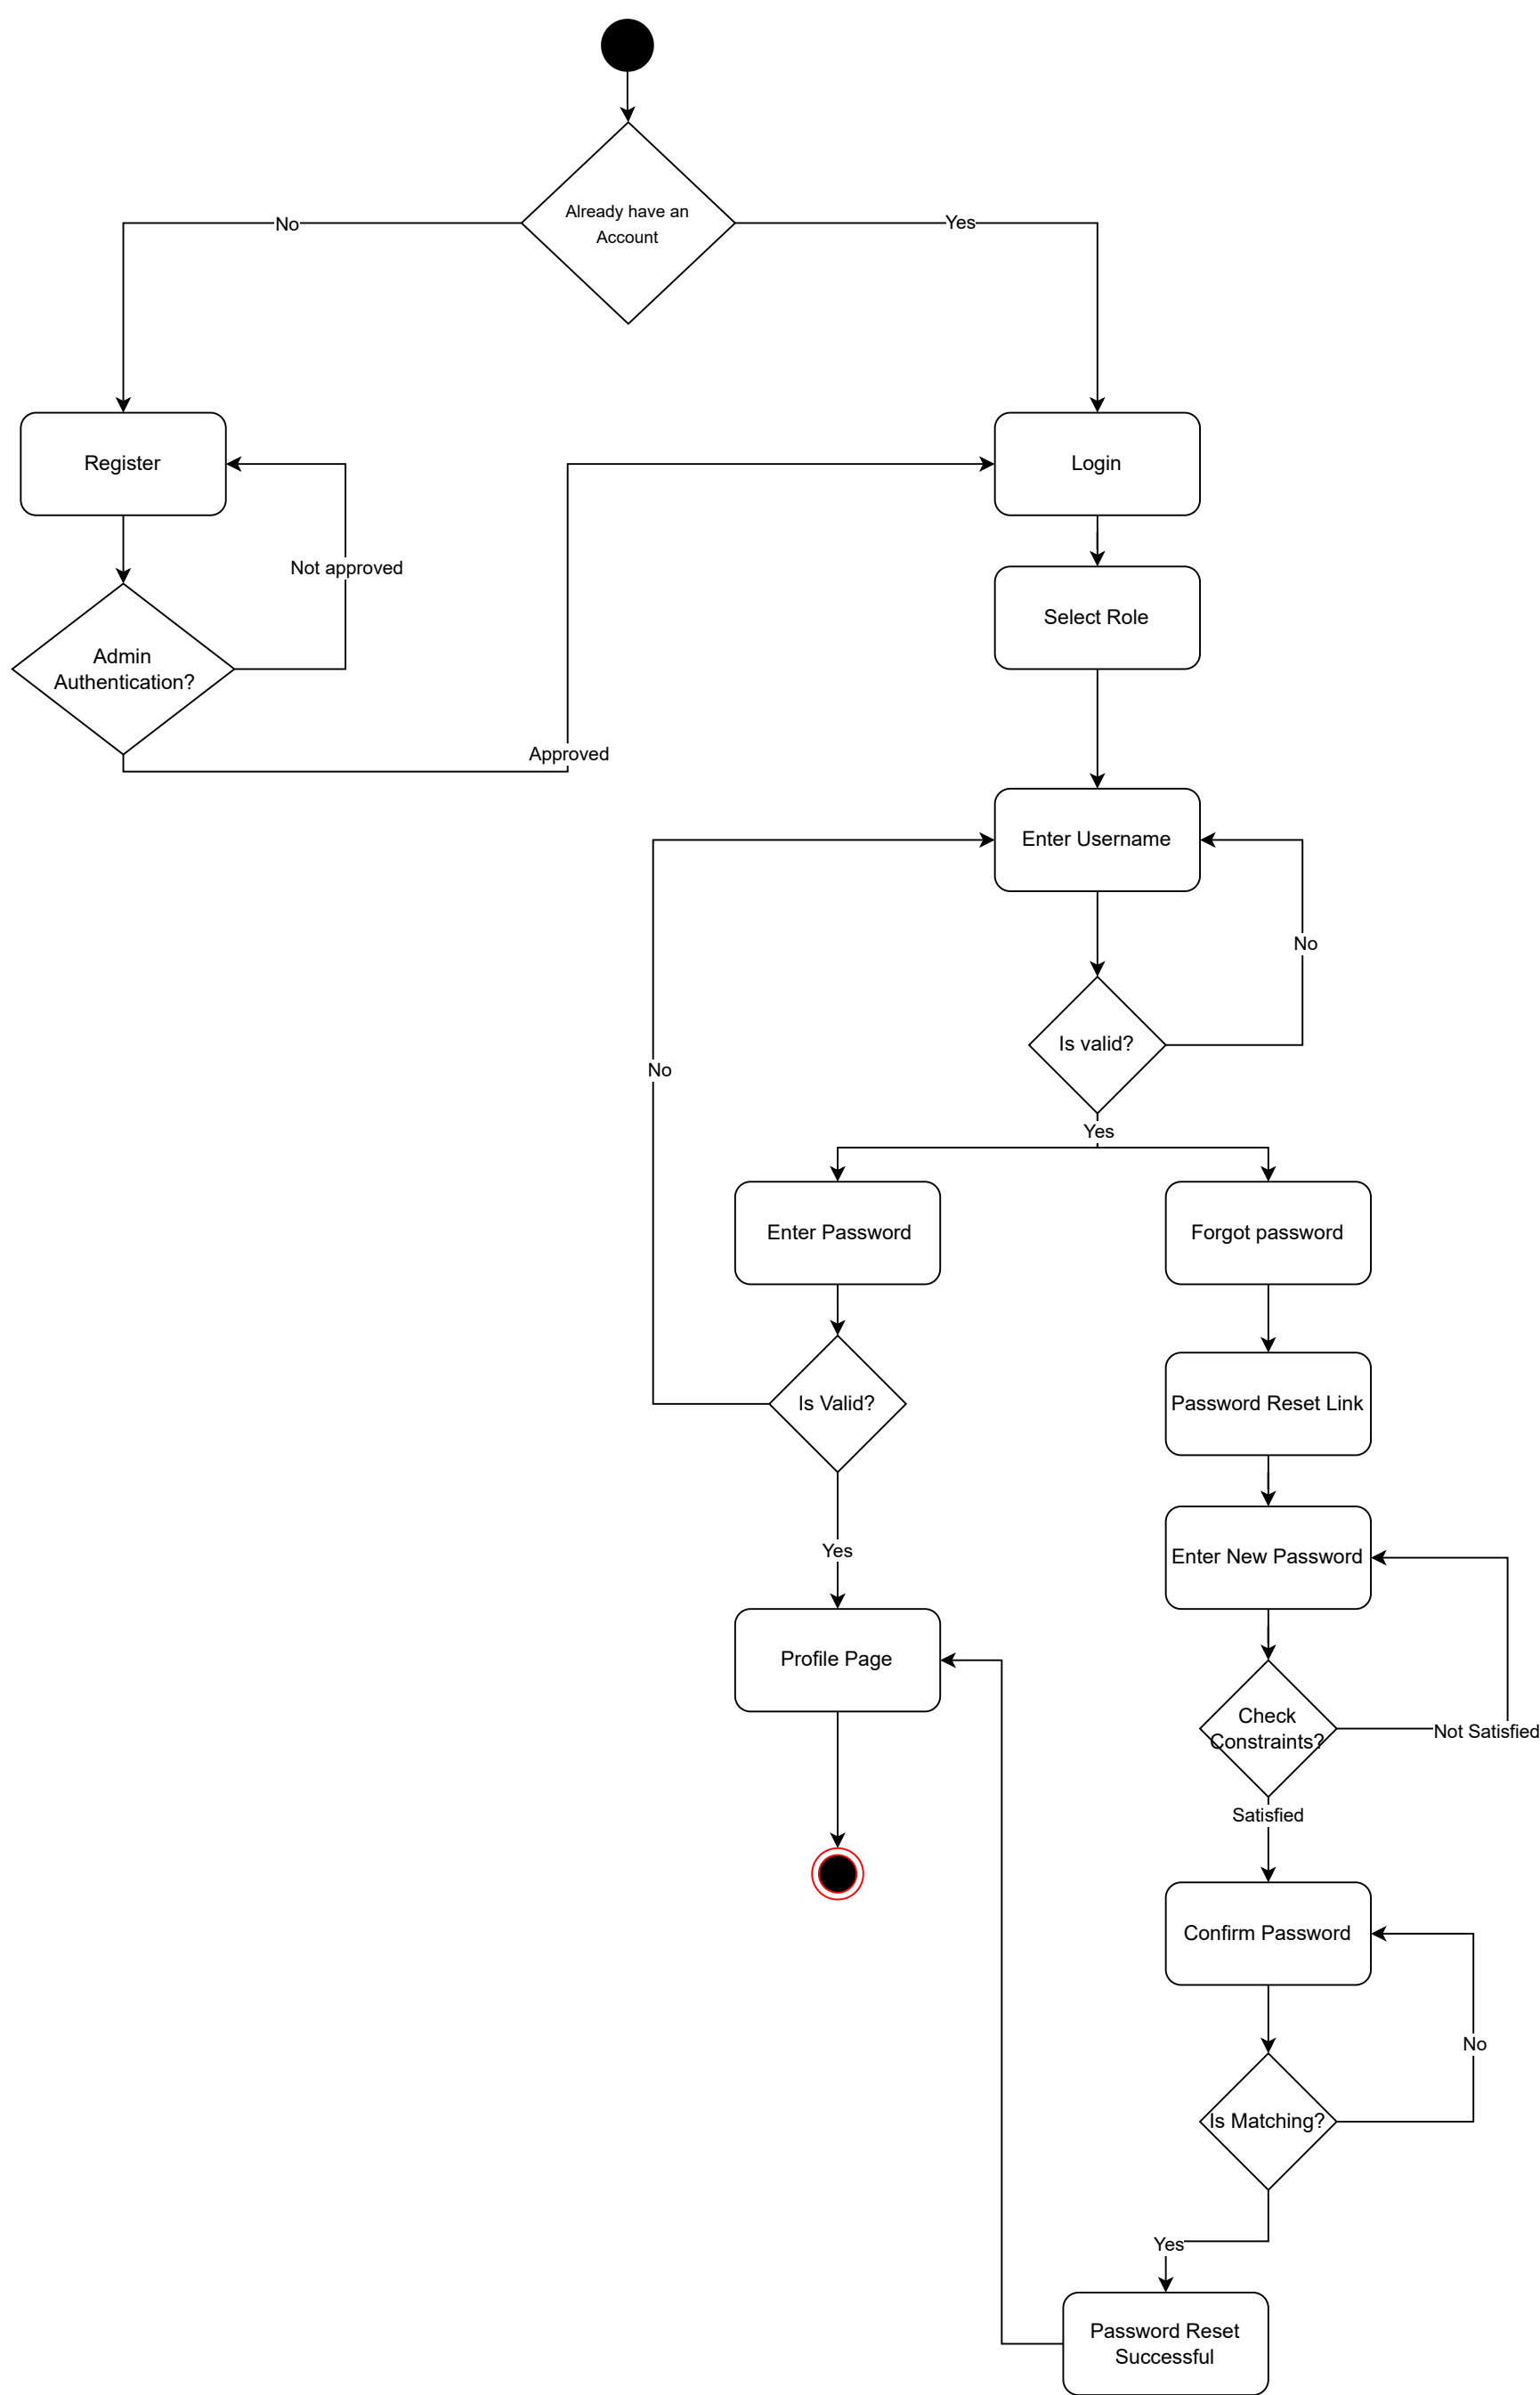 Already have an
Account
No
Yes
Register
Login
Not approved
Select Role
Admin
Authentication?
Approved
Enter Username
No
Is valid?
No
Yes
Enter Password
Forgot password
Is Valid?
Password Reset Link
Yes
Enter New Password
Profile Page
Check
Constraints?
Not Satisfied
Satisfied
Confirm Password
No
Is Matching?
Yes
Password Reset
Successful